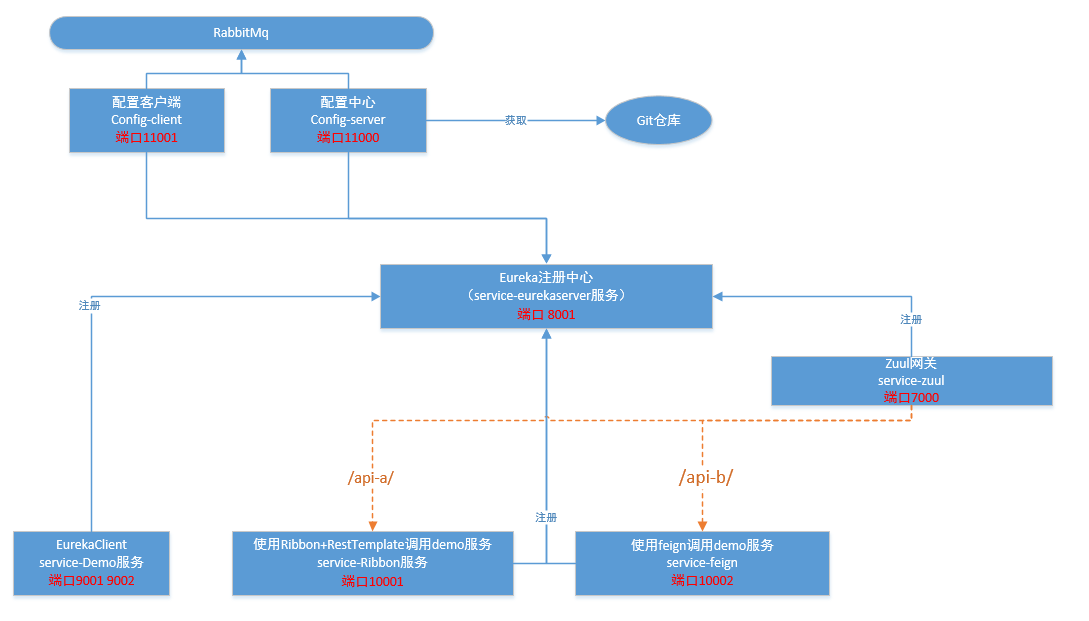 RabbitMq
配置客户端
Config-client
端口11001
配置中心
Config-server
端口11000
获取
Git仓库
Eureka注册中心
（service-eurekaserver服务）
端口 8001
注册
注册
Zuul网关
service-zuul
端口7000
/api-a/
/api-b/
注册
EurekaClient
service-Demo服务
端口9001 9002
使用Ribbon+RestTemplate调用demo服务
service-Ribbon服务
端口10001
使用feign调用demo服务
service-feign
端口10002